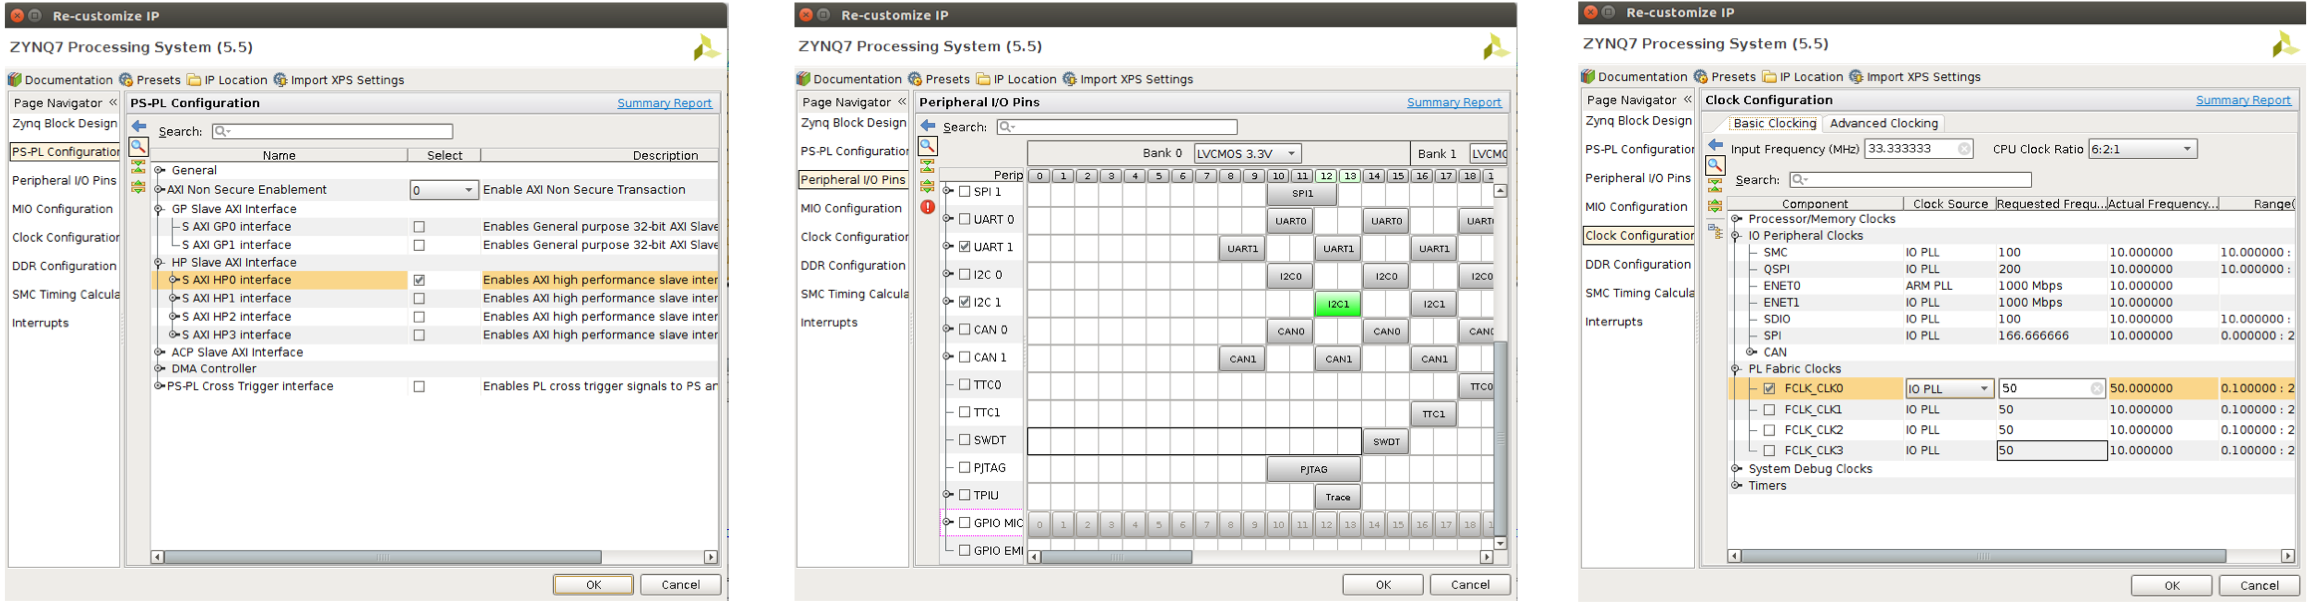 Re-customize IP
ZYNQ7 Processing System (5.5)
Documentation Presets IP Location Import XPS Settings
Page Navigator «
Zynq Block Design
PS-PL Configuration
Peripheral I/O Pins
MIO Configuration
Clock Configuration
DDR Configuration
SMC Timing Calcula
Interrupts
PS-PL Configuration Summary Report
Search:
Name Select Description
General
AXI Non Secure Enablement 0 Enable AXI Non Secure Transaction
GP Slave AXI Interface
S AXI GP0 interface Enables General purpose 32-bit AXI Slave
S AXI GP1 interface Enables General purpose 32-bit AXI Slave
HP Slave AXI Interface
S AXI HP0 interface Enables AXI high performance slave inter
S AXI HP1 interface Enables AXI high performance slave inter
S AXI HP2 interface Enables AXI high performance slave inter
S AXI HP3 interface Enables AXI high performance slave inter
ACP Slave AXI Interface
DMA Controller
PS-PL Cross Trigger interface Enables PL cross trigger signals to PS an
OK Cancel
Re-customize IP
ZYNQ7 Processing System (5.5)
Documentation Presets IP Location Import XPS Settings
Page Navigator «
Zynq Block Design
PS-PL Configuration
Peripheral I/O Pins
MIO Configuration
Clock Configuration
DDR Configuration
SMC Timing Calcula
Interrupts
Peripheral I/O Pins Summary Report
Search:
Bank 0 LVCMOS 3.3V Bank 1 LVMC
Perip 0 1 2 3 4 5 6 7 8 9 10 11 12 13 14 15 16 17 18 1
SPI 1 SPI1
UART 0 UART0 UART0 UART
UART 1 UART1 UART1 UART1
I2C 0 I2C0 I2C0 I2C0
I2C 1 I2C1 I2C1
CAN 0 CAN0 CAN0 CAN0
CAN 1 CAN1 CAN1 CAN1
TTC0 TTC0
TTC1 TTC1
SWDT SWDT
PJTAG PJTAG
TPIU Trace
GPIO MIO 0 1 2 3 4 5 6 7 8 9 10 11 12 13 14 15 16 17 18 1
GPIO EMI
OK Cancel
Re-customize IP
ZYNQ7 Processing System (5.5)
Documentation Presets IP Location Import XPS Settings
Page Navigator «
Zynq Block Design
PS-PL Configuration
Peripheral I/O Pins
MIO Configuration
Clock Configuration
DDR Configuration
SMC Timing Calcula
Interrupts
Clock Configuration Summary Report
Basic Clocking Advanced Clocking
Input Frequency (MHz) 33.333333 CPU Clock Ratio 6:2:1
Search:
Component Clock Source Requested Frequ... Actual Frequency... Range(
Processor/Memory Clocks
IO Peripheral Clocks
SMC IO PLL 100 10.000000 10.000000 :
QSPI IO PLL 200 10.000000 10.000000 :
ENET0 ARM PLL 1000 Mbps 10.000000
ENET1 IO PLL 1000 Mbps 10.000000
SDIO IO PLL 100 10.000000 10.000000 :
SPI IO PLL 166.666666 10.000000 0.000000 : 2
CAN
PL Fabric Clocks
FCLK_CLK0 IO PLL 50 50.000000 0.100000 : 2
FCLK_CLK1 IO PLL 50 10.000000 0.100000 : 2
FCLK_CLK2 IO PLL 50 10.000000 0.100000 : 2
FCLK_CLK3 IO PLL 50 10.000000 0.100000 : 2
System Debug Clocks
Timers
OK Cancel